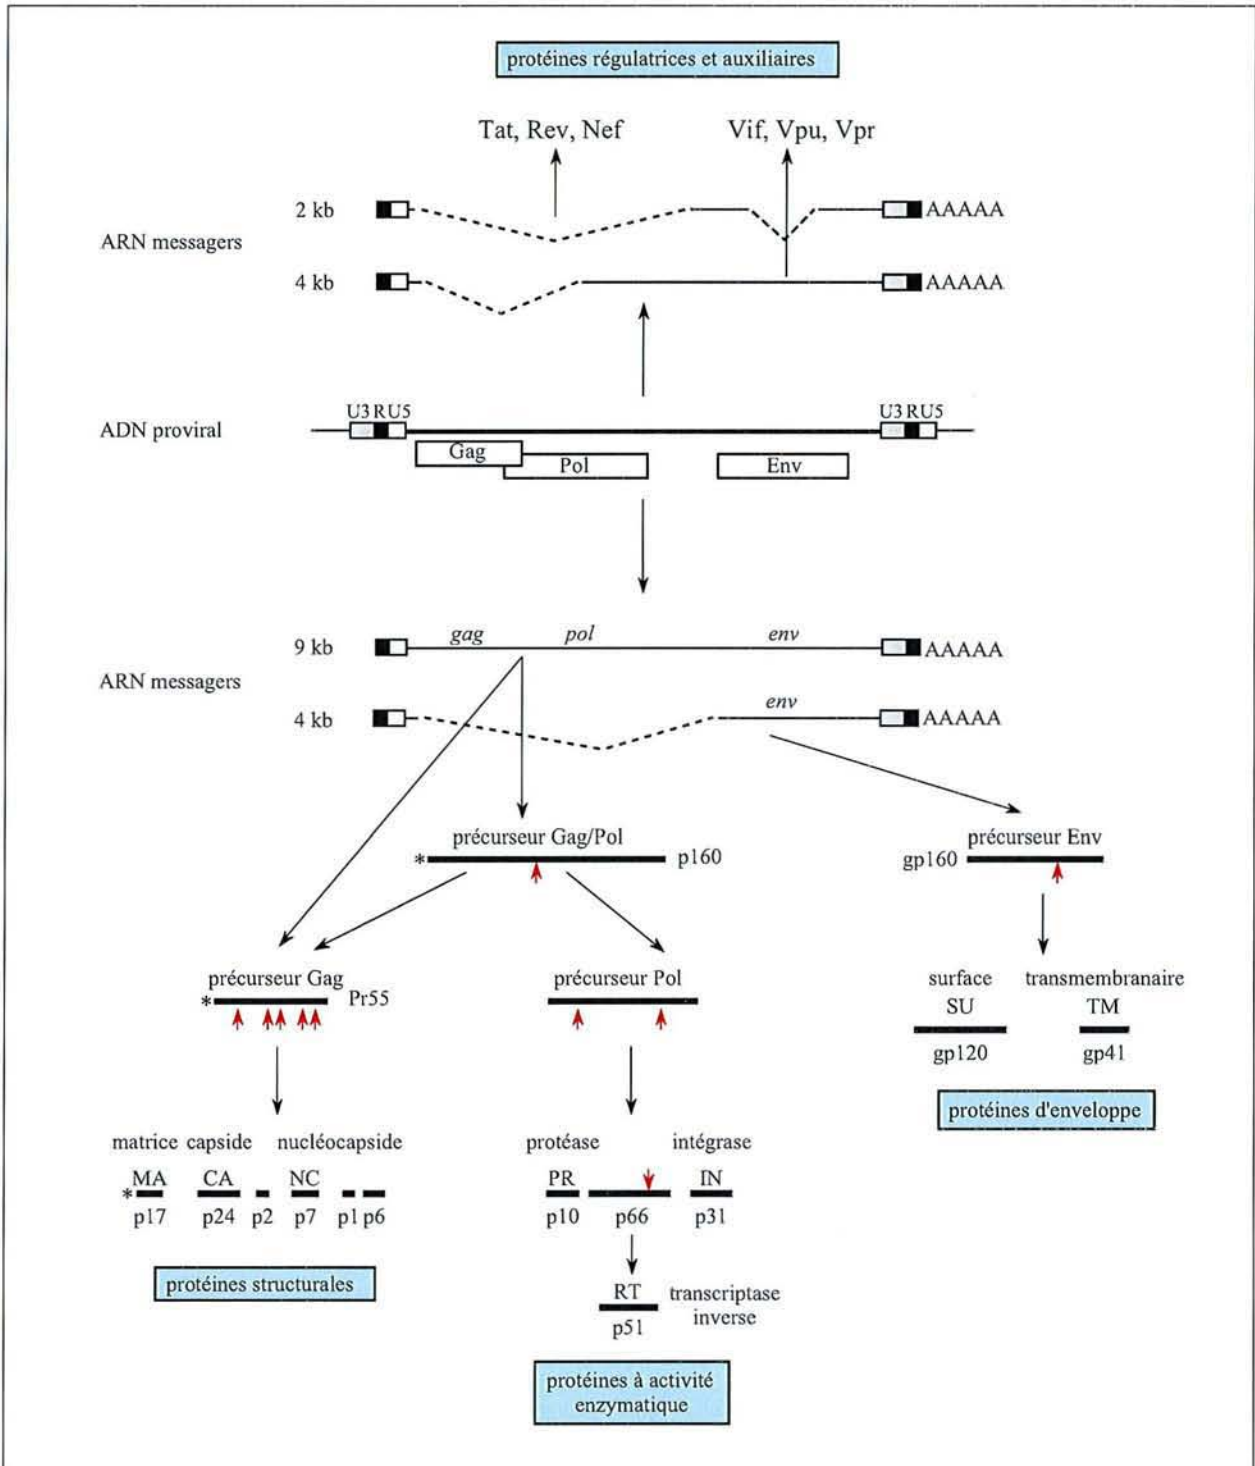 protéines régulatrices et auxiliaires
Tat, Rev, Nef
Vif, Vpu, Vpr
2 kb
AAAAA
ARN messagers
4 kb
AAAAA
U3 R U5
U3 R U5
ADN proviral
Gag
Pol
Env
9 kb
gag
pol
env
AAAAA
ARN messagers
4 kb
env
AAAAA
précurseur Gag/Pol
* p160
précurseur Env
gp160
précurseur Gag
* Pr55
précurseur Pol
surface
SU
gp120
transmembranaire
TM
gp41
protéines d'enveloppe
matrice capside nucléocapside
* MA CA NC
p17 p24 p2 p7 p1 p6
protéines structurales
protéase intégrase
PR IN
p10 p66 p31
RT
p51
transcriptase
inverse
protéines à activité
enzymatique